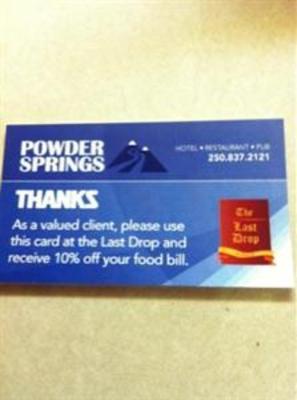 POWDER
SPRINGS
HOTEL • RESTAURANT • PUB
250.837.2121
THANKS
As a valued client, please use
this card at the Last Drop and
receive 10% off your food bill.
The
Last
Drop